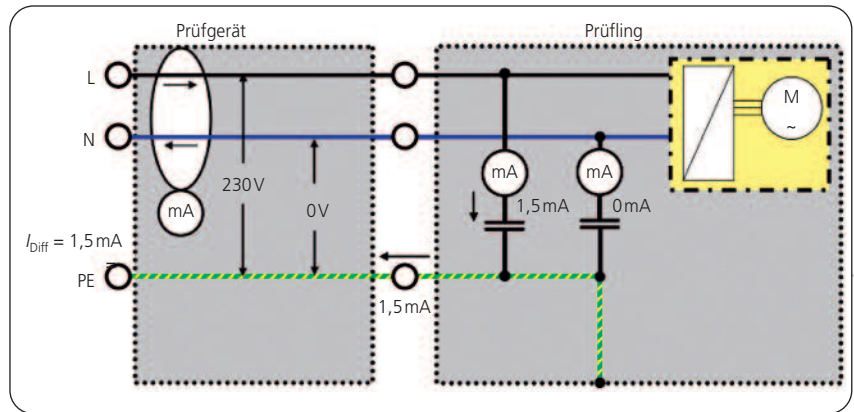 Prüfgerät
Prüfling
L
N
PE
230 V
0V
mA
I_Diff = 1,5 mA
mA
1,5 mA
mA
0 mA
1,5 mA
M
~